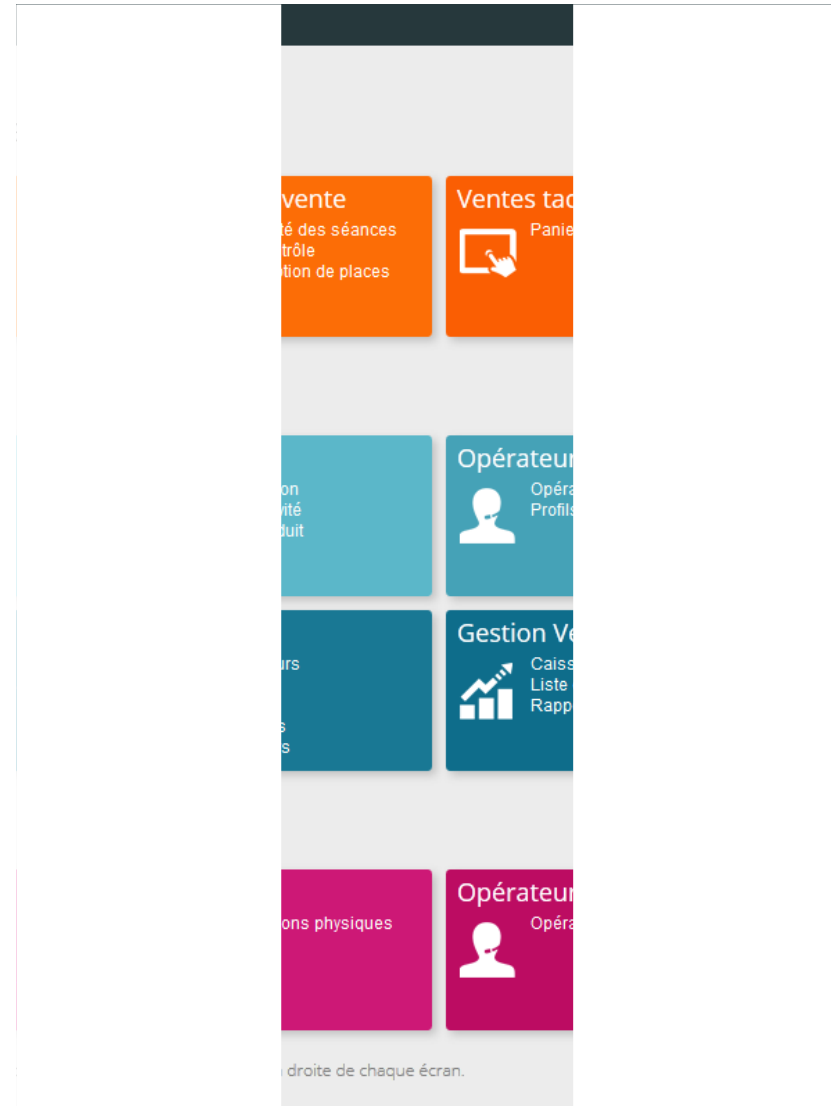 vente
té des séances
trôle
tion de places
Ventes tac
Panie
on
vité
duit
Opérateur
Opéra
Profils
urs
s
s
Gestion Ve
Caiss
Liste
Rapp
ons physiques
Opérateur
Opéra
droite de chaque écran.